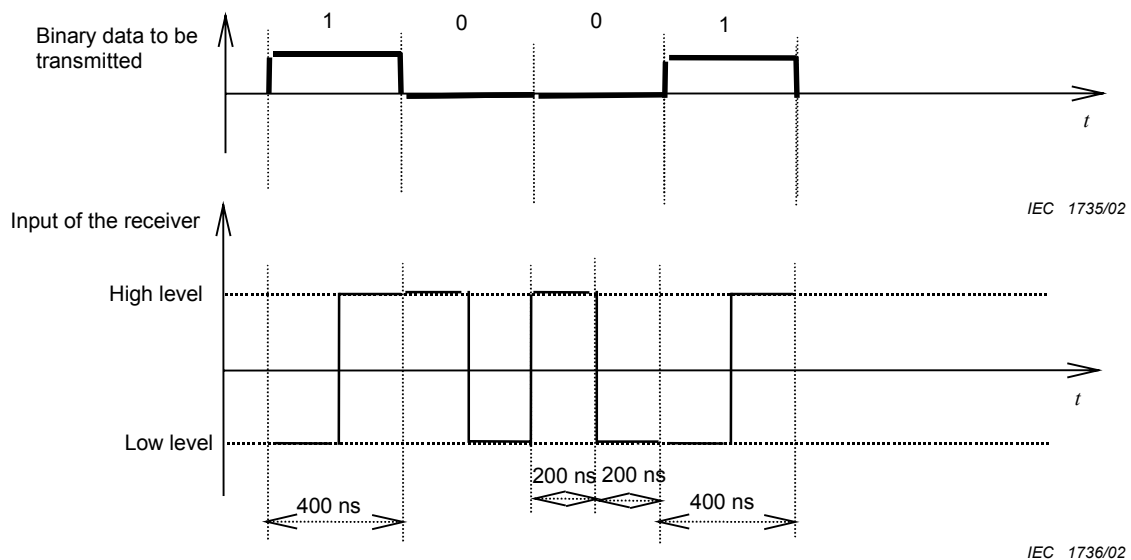 1 0 0 1
Binary data to be
transmitted
t
IEC 1735/02
Input of the receiver
High level
t
Low level
200 ns 200 ns
400 ns 400 ns
IEC 1736/02